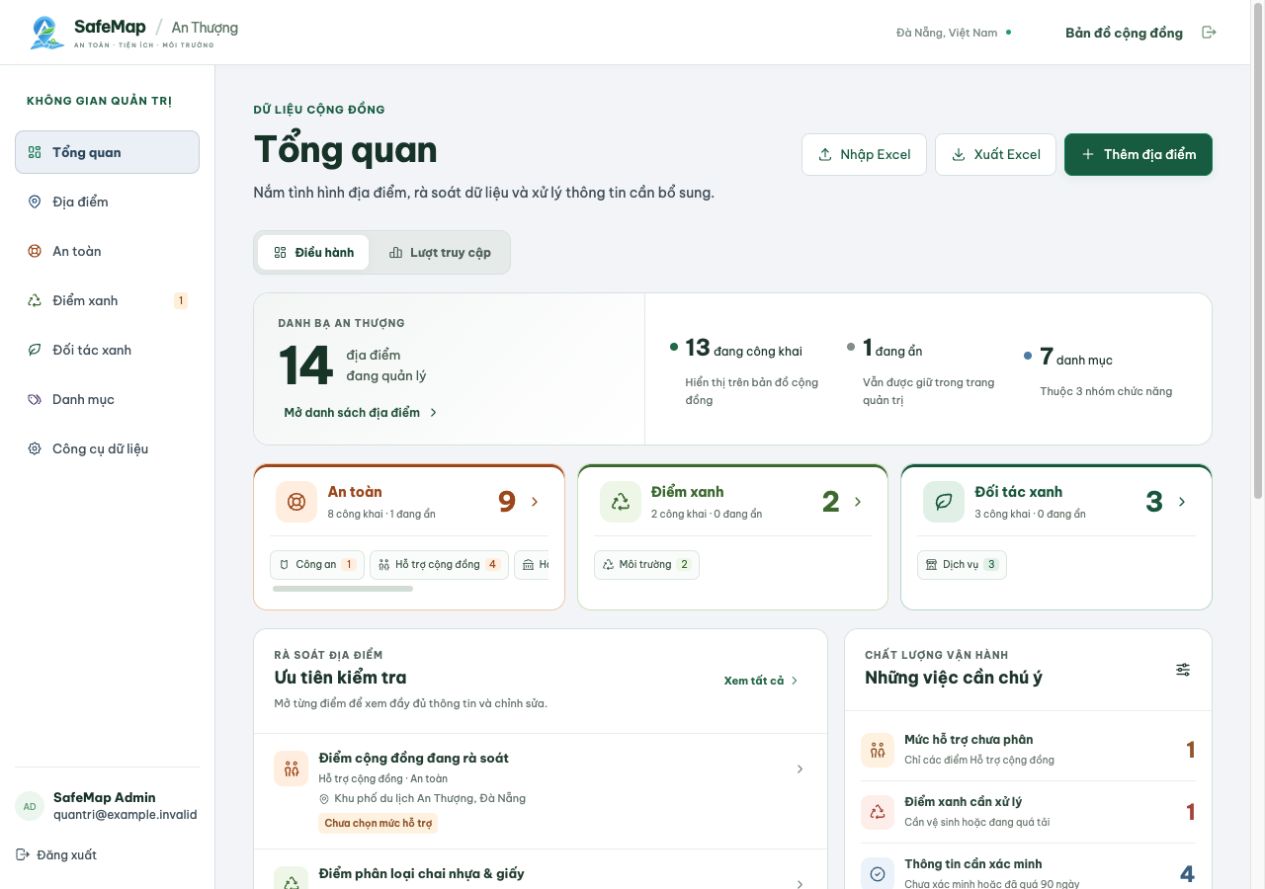 SafeMap / An Thượng
AN TOÀN · TIỆN ÍCH · MÔI TRƯỜNG
Đà Nẵng, Việt Nam
Bản đồ cộng đồng
KHÔNG GIAN QUẢN TRỊ
Tổng quan
Địa điểm
An toàn
Điểm xanh 1
Đối tác xanh
Danh mục
Công cụ dữ liệu
AD
SafeMap Admin
quantri@example.invalid
Đăng xuất
DỮ LIỆU CỘNG ĐỒNG
Tổng quan
Nắm tình hình địa điểm, rà soát dữ liệu và xử lý thông tin cần bổ sung.
Nhập Excel
Xuất Excel
+ Thêm địa điểm
Điều hành
Lượt truy cập
DANH BẠ AN THƯỢNG
14 địa điểm
đang quản lý
Mở danh sách địa điểm
13 đang công khai
Hiển thị trên bản đồ cộng
đồng
1 đang ẩn
Vẫn được giữ trong trang
quản trị
7 danh mục
Thuộc 3 nhóm chức năng
An toàn
8 công khai · 1 đang ẩn
9
Công an 1
Hỗ trợ cộng đồng 4
Điểm xanh
2 công khai · 0 đang ẩn
2
Môi trường 2
Đối tác xanh
3 công khai · 0 đang ẩn
3
Dịch vụ 3
RÀ SOÁT ĐỊA ĐIỂM
Ưu tiên kiểm tra
Mở từng điểm để xem đầy đủ thông tin và chỉnh sửa.
Xem tất cả
Điểm cộng đồng đang rà soát
Hỗ trợ cộng đồng · An toàn
Khu phố du lịch An Thượng, Đà Nẵng
Chưa chọn mức hỗ trợ
Điểm phân loại chai nhựa & giấy
CHẤT LƯỢNG VẬN HÀNH
Những việc cần chú ý
Mức hỗ trợ chưa phân
Chỉ các điểm Hỗ trợ cộng đồng
1
Điểm xanh cần xử lý
Cần vệ sinh hoặc đang quá tải
1
Thông tin cần xác minh
Chưa xác minh hoặc đã quá 90 ngày
4